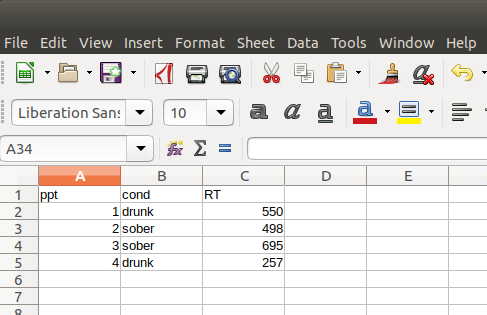 File Edit View Insert Format Sheet Data Tools Window Help
Liberation Sans 10 a a a a
A34
A B C D E
1 ppt cond RT
2 1 drunk 550
3 2 sober 498
4 3 sober 695
5 4 drunk 257
6
7
8